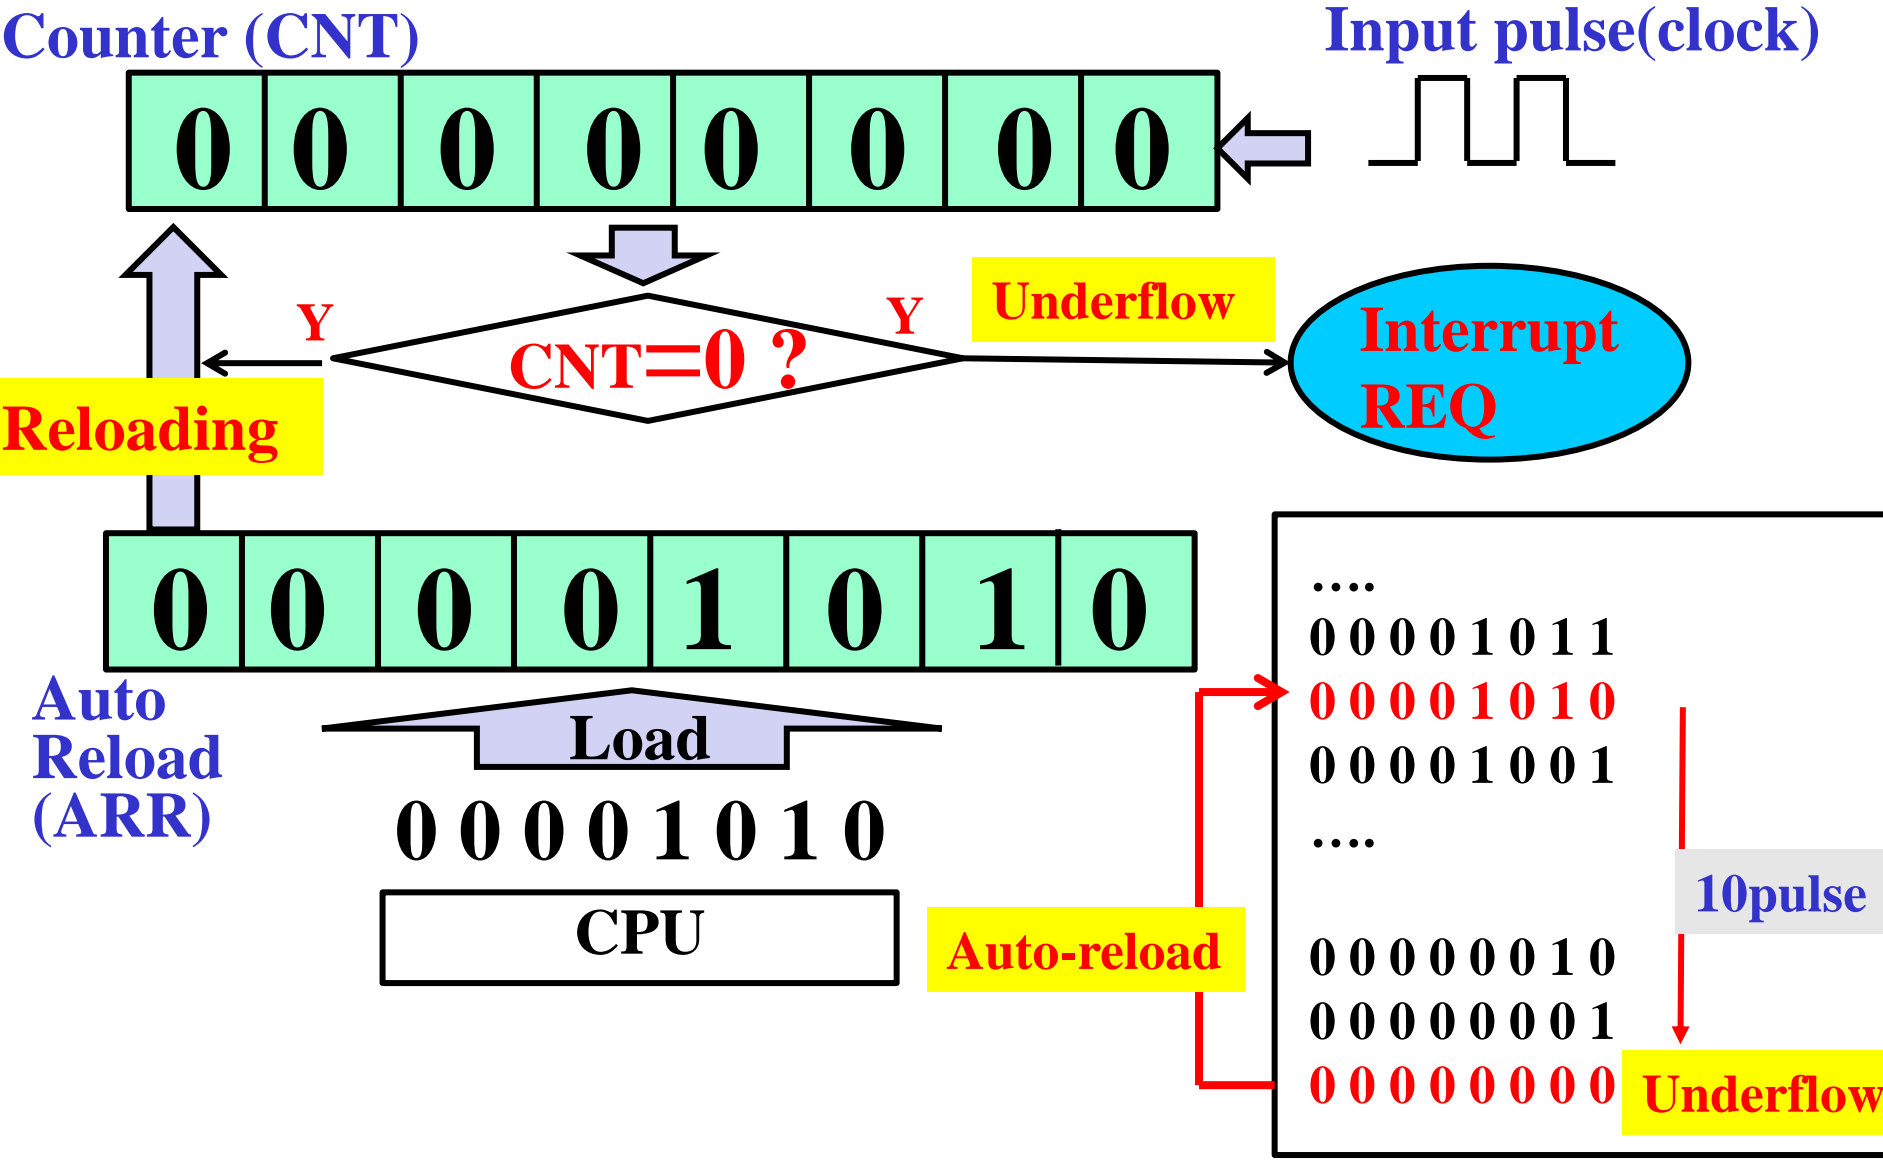 Counter (CNT)
Input pulse(clock)
0 0 0 0 0 0 0 0
Y
Y
Underflow
CNT=0 ?
Interrupt
REQ
Reloading
0 0 0 0 1 0 1 0
Auto
Reload
(ARR)
Load
0 0 0 0 1 0 1 0
CPU
....
0 0 0 0 1 0 1 1
0 0 0 0 1 0 1 0
0 0 0 0 1 0 0 1
....
10pulse
Auto-reload
0 0 0 0 0 0 1 0
0 0 0 0 0 0 0 1
0 0 0 0 0 0 0 0
Underflow